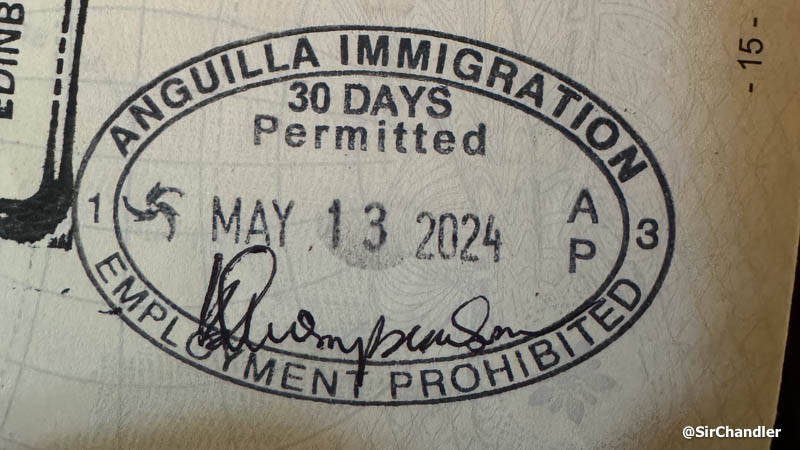 EDINB
- 15 -
ANGUILLA IMMIGRATION
30 DAYS
Permitted
1
MAY 13 2024
A
P
3
EMPLOYMENT PROHIBITED
@SirChandler